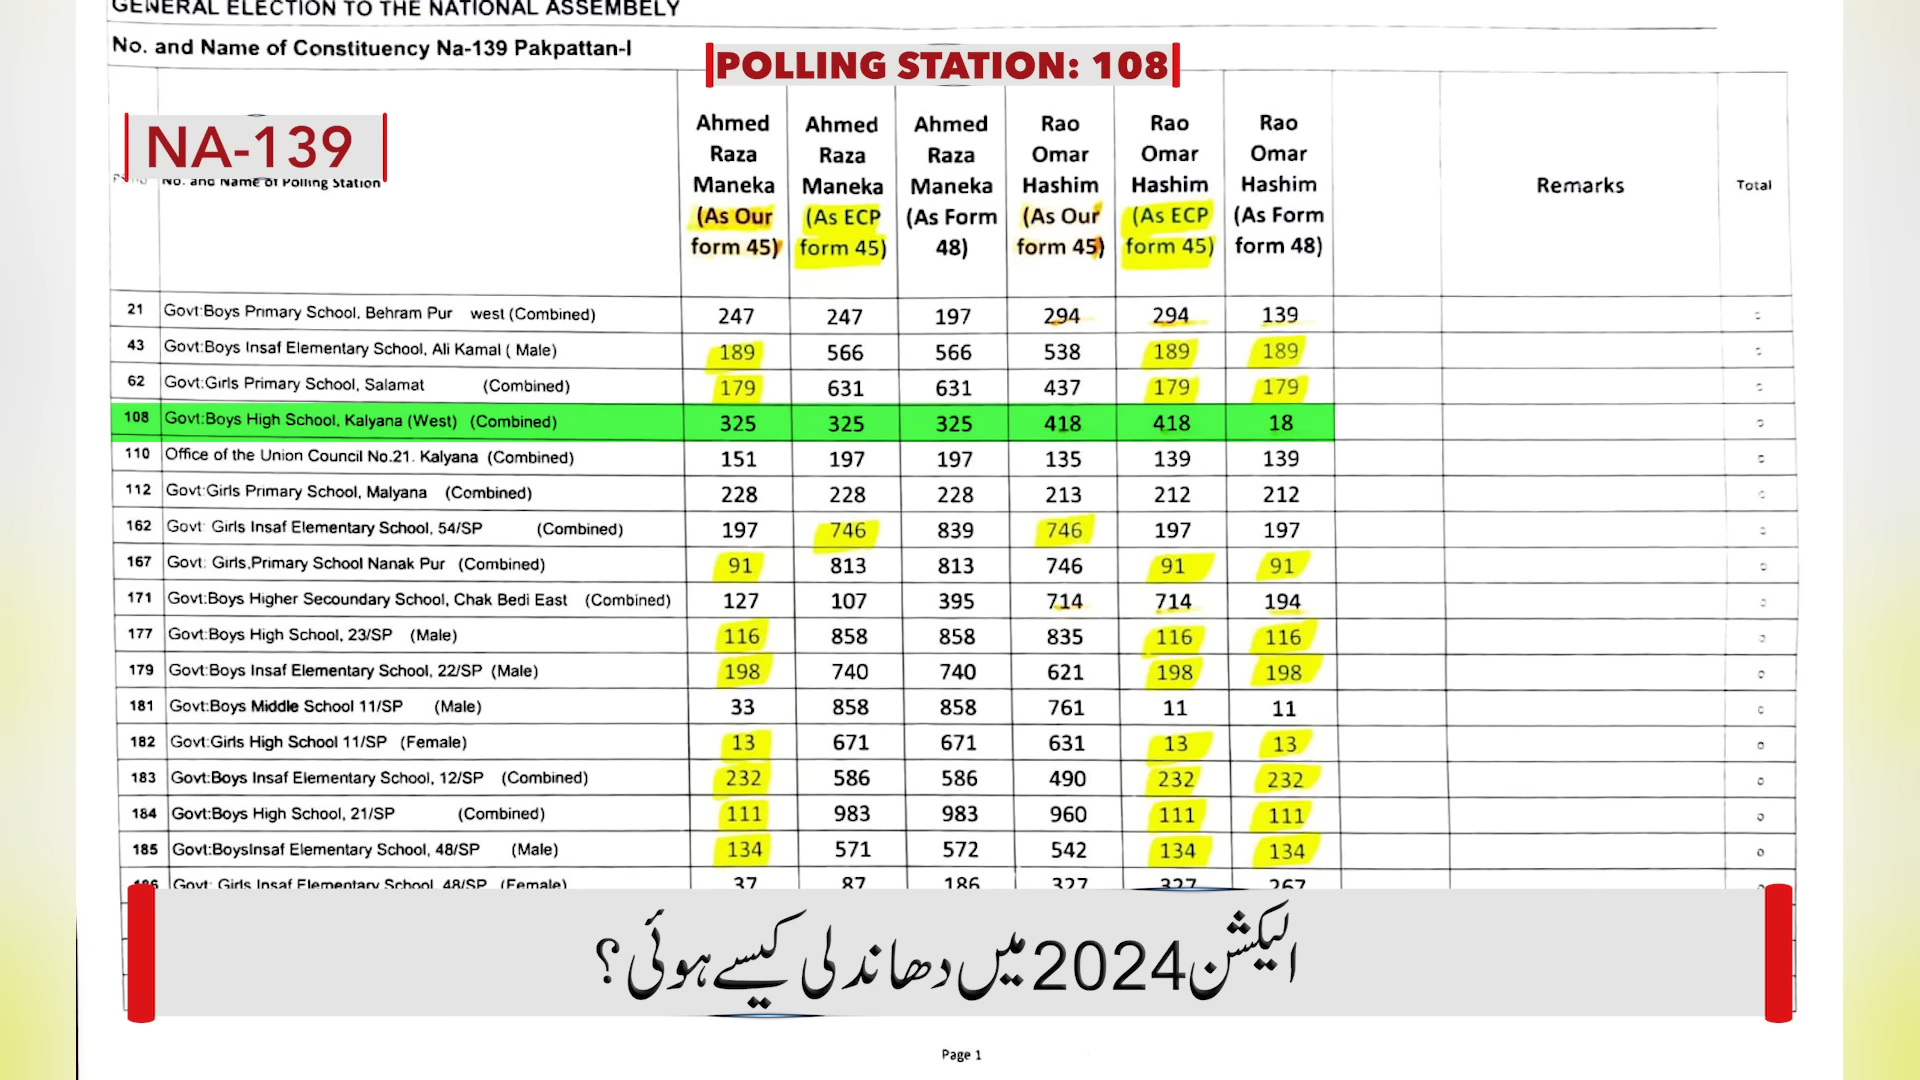 GENERAL ELECTION TO THE NATIONAL ASSEMBLY
No. and Name of Constituency Na-139 Pakpattan-I
POLLING STATION: 108
NA-139
No. and Name of Polling Station
Ahmed Raza Maneka (As Our form 45)
Ahmed Raza Maneka (As ECP form 45)
Ahmed Raza Maneka (As Form 48)
Rao Omar Hashim (As Our form 45)
Rao Omar Hashim (As ECP form 45)
Rao Omar Hashim (As Form form 48)
Remarks
Total
21 Govt:Boys Primary School, Behram Pur west (Combined) 247 247 197 294 294 139
43 Govt:Boys Insaf Elementary School, Ali Kamal ( Male) 189 566 566 538 189 189
62 Govt:Girls Primary School, Salamat (Combined) 179 631 631 437 179 179
108 Govt:Boys High School, Kalyana (West) (Combined) 325 325 325 418 418 18
110 Office of the Union Council No.21. Kalyana (Combined) 151 197 197 135 139 139
112 Govt:Girls Primary School, Malyana (Combined) 228 228 228 213 212 212
162 Govt: Girls Insaf Elementary School, 54/SP (Combined) 197 746 839 746 197 197
167 Govt: Girls,Primary School Nanak Pur (Combined) 91 813 813 746 91 91
171 Govt:Boys Higher Secoundary School, Chak Bedi East (Combined) 127 107 395 714 714 194
177 Govt:Boys High School, 23/SP (Male) 116 858 858 835 116 116
179 Govt:Boys Insaf Elementary School, 22/SP (Male) 198 740 740 621 198 198
181 Govt:Boys Middle School 11/SP (Male) 33 858 858 761 11 11
182 Govt:Girls High School 11/SP (Female) 13 671 671 631 13 13
183 Govt:Boys Insaf Elementary School, 12/SP (Combined) 232 586 586 490 232 232
184 Govt:Boys High School, 21/SP (Combined) 111 983 983 960 111 111
185 Govt:BoysInsaf Elementary School, 48/SP (Male) 134 571 572 542 134 134
Govt: Girls Insaf Elementary School, 48/SP (Female) 37 87 186 327 327 267
الیکشن 2024 میں دھاندلی کیسے ہوئی؟
Page 1